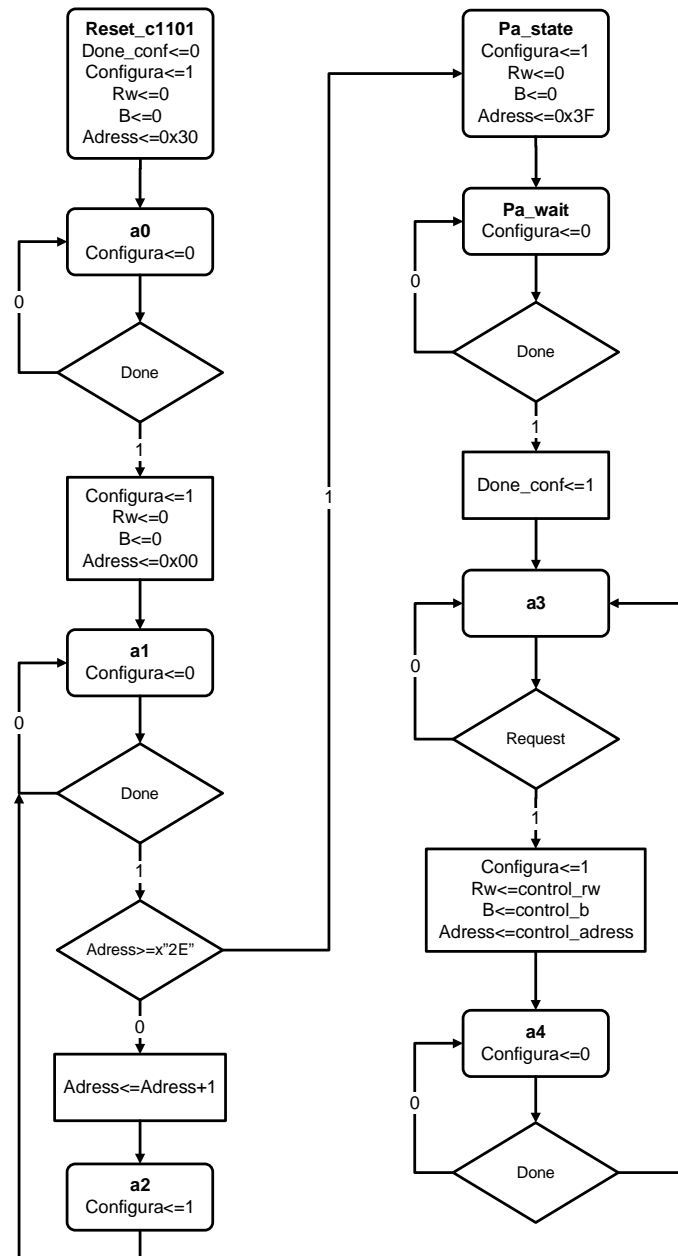 Reset_c1101
Done_conf<=0
Configura<=1
Rw<=0
B<=0
Adress<=0x30
a0
Configura<=0
0
Done
1
Configura<=1
Rw<=0
B<=0
Adress<=0x00
a1
Configura<=0
0
Done
1
Adress>=x”2E”
1
0
Adress<=Adress+1
a2
Configura<=1
Pa_state
Configura<=1
Rw<=0
B<=0
Adress<=0x3F
Pa_wait
Configura<=0
0
Done
1
Done_conf<=1
a3
0
Request
1
Configura<=1
Rw<=control_rw
B<=control_b
Adress<=control_adress
a4
Configura<=0
0
Done